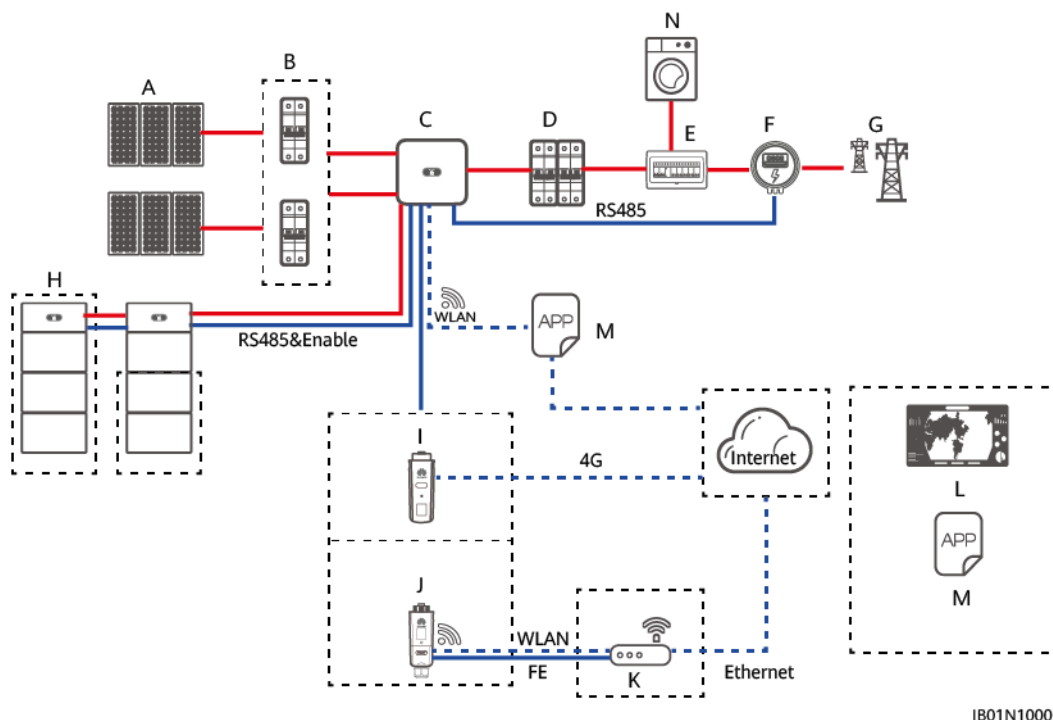 N
B
A
C
D
E
F
G
RS485
H
WLAN
APP
M
RS485&Enable
I
4G
Internet
L
APP
J
M
WLAN
FE
K
Ethernet
IB01N1000